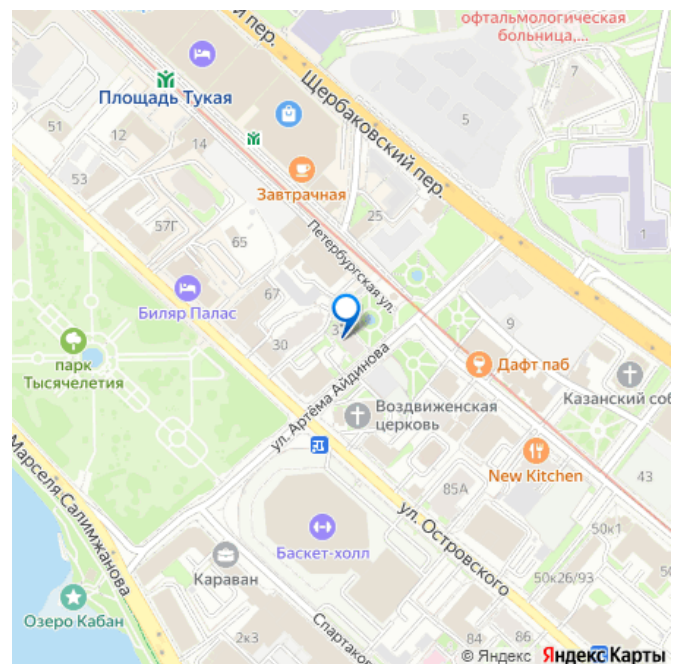 офтальмологическая
больница,...
й пер.
7
Площадь Тукая
Щербаковский пер.
5
51
12
14
53
Завтрачная
25
1
57Г
65
Петербургская ул.
Биляр Палас
67
9
парк
Тысячелетия
30
3
Дафт паб
ул. Артёма Айдинова
Казанский соб
Воздвиженская
церковь
New Kitchen
43
85А
Марселя Салимжанова
ул. Островского
50к1
Баскет-холл
Караван
50к26/93
5
Озеро Кабан
Спартаков
2к3
84
86
© Яндекс Яндекс Карты